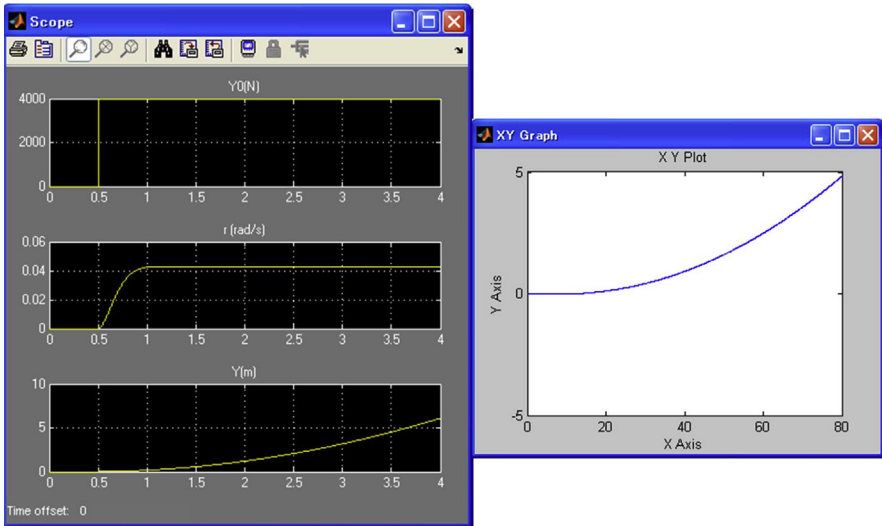 Scope
Y0(N)
4000
2000
0
0 0.5 1 1.5 2 2.5 3 3.5 4
r (rad/s)
0.06
0.04
0.02
0
0 0.5 1 1.5 2 2.5 3 3.5 4
Y(m)
10
5
0
0 0.5 1 1.5 2 2.5 3 3.5 4
Time offset: 0
XY Graph
X Y Plot
5
0
-5
Y Axis
0 20 40 60 80
X Axis